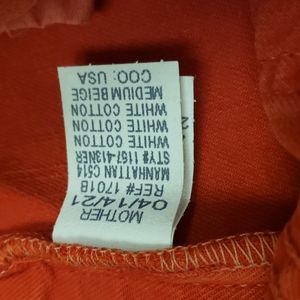 MOTHER
04/14/21
REF# 1701B
MANHATTAN C514
STY# 1167-413NER
WHITE COTTON
WHITE COTTON
WHITE COTTON
MEDIUM BEIGE
COO: USA